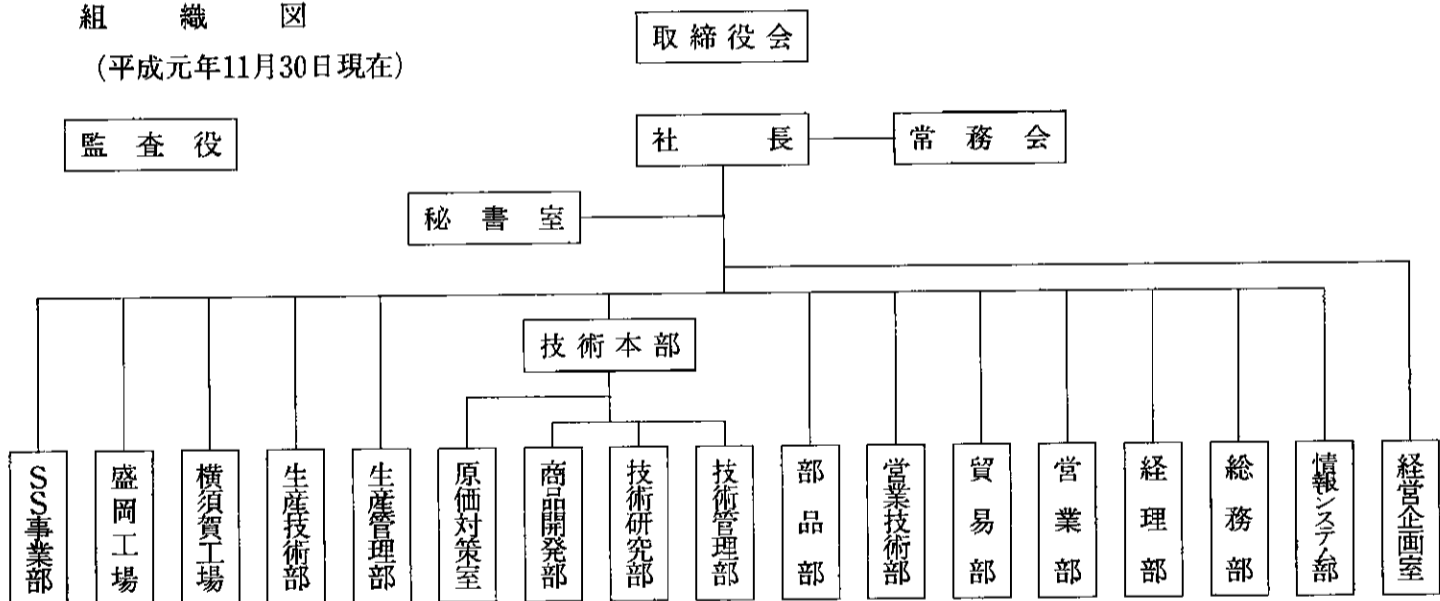 組織図
(平成元年11月30日現在)
取締役会
監査役
社長
常務会
秘書室
技術本部
SS事業部
盛岡工場
横須賀工場
生産技術部
生産管理部
原価対策室
商品開発部
技術研究部
技術管理部
部品部
営業技術部
貿易部
営業部
経理部
総務部
情報システム部
経営企画室